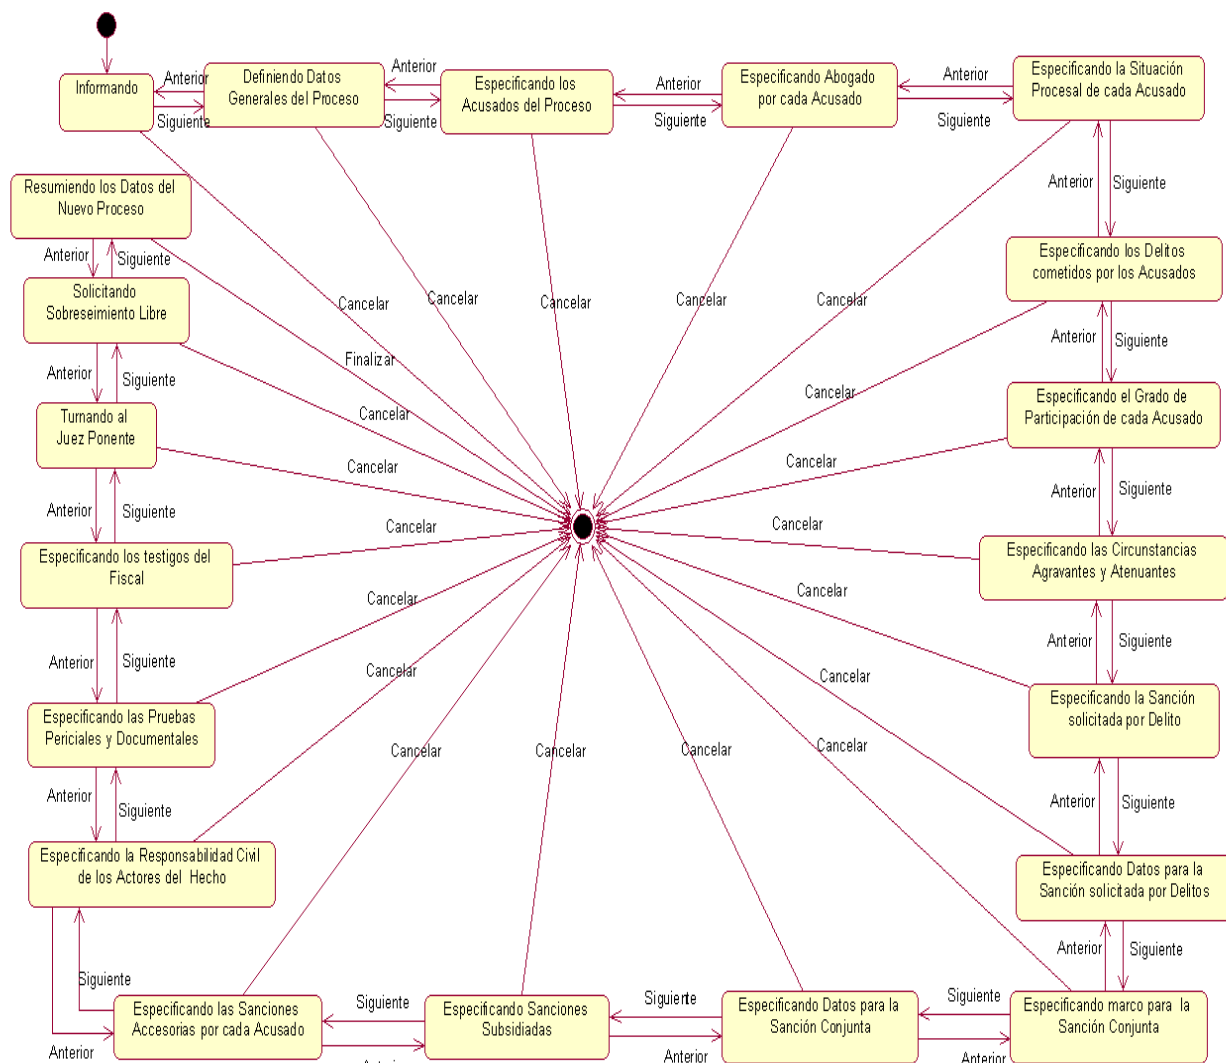 Informando
Anterior
Siguiente
Definiendo Datos
Generales del Proceso
Anterior
Siguiente
Especificando los
Acusados del Proceso
Anterior
Siguiente
Especificando Abogado
por cada Acusado
Anterior
Siguiente
Especificando la Situación
Procesal de cada Acusado
Anterior
Siguiente
Resumiendo los Datos del
Nuevo Proceso
Anterior
Siguiente
Especificando los Delitos
cometidos por los Acusados
Solicitando
Sobreseimiento Libre
Cancelar
Cancelar
Cancelar
Cancelar
Cancelar
Anterior
Siguiente
Finalizar
Cancelar
Anterior
Siguiente
Cancelar
Especificando el Grado de
Participación de cada Acusado
Turnando al
Juez Ponente
Cancelar
Cancelar
Anterior
Siguiente
Anterior
Siguiente
Especificando los testigos del
Fiscal
Cancelar
Cancelar
Especificando las Circunstancias
Agravantes y Atenuantes
Cancelar
Cancelar
Anterior
Siguiente
Anterior
Siguiente
Especificando las Pruebas
Periciales y Documentales
Cancelar
Cancelar
Especificando la Sanción
solicitada por Delito
Cancelar
Cancelar
Cancelar
Cancelar
Anterior
Siguiente
Anterior
Siguiente
Especificando la Responsabilidad Civil
de los Actores del Hecho
Especificando Datos para la
Sanción solicitada por Delitos
Anterior
Siguiente
Siguiente
Anterior
Especificando las Sanciones
Accesorias por cada Acusado
Siguiente
Especificando Sanciones
Subsidiadas
Siguiente
Anterior
Especificando Datos para la
Sanción Conjunta
Siguiente
Anterior
Especificando marco para la
Sanción Conjunta